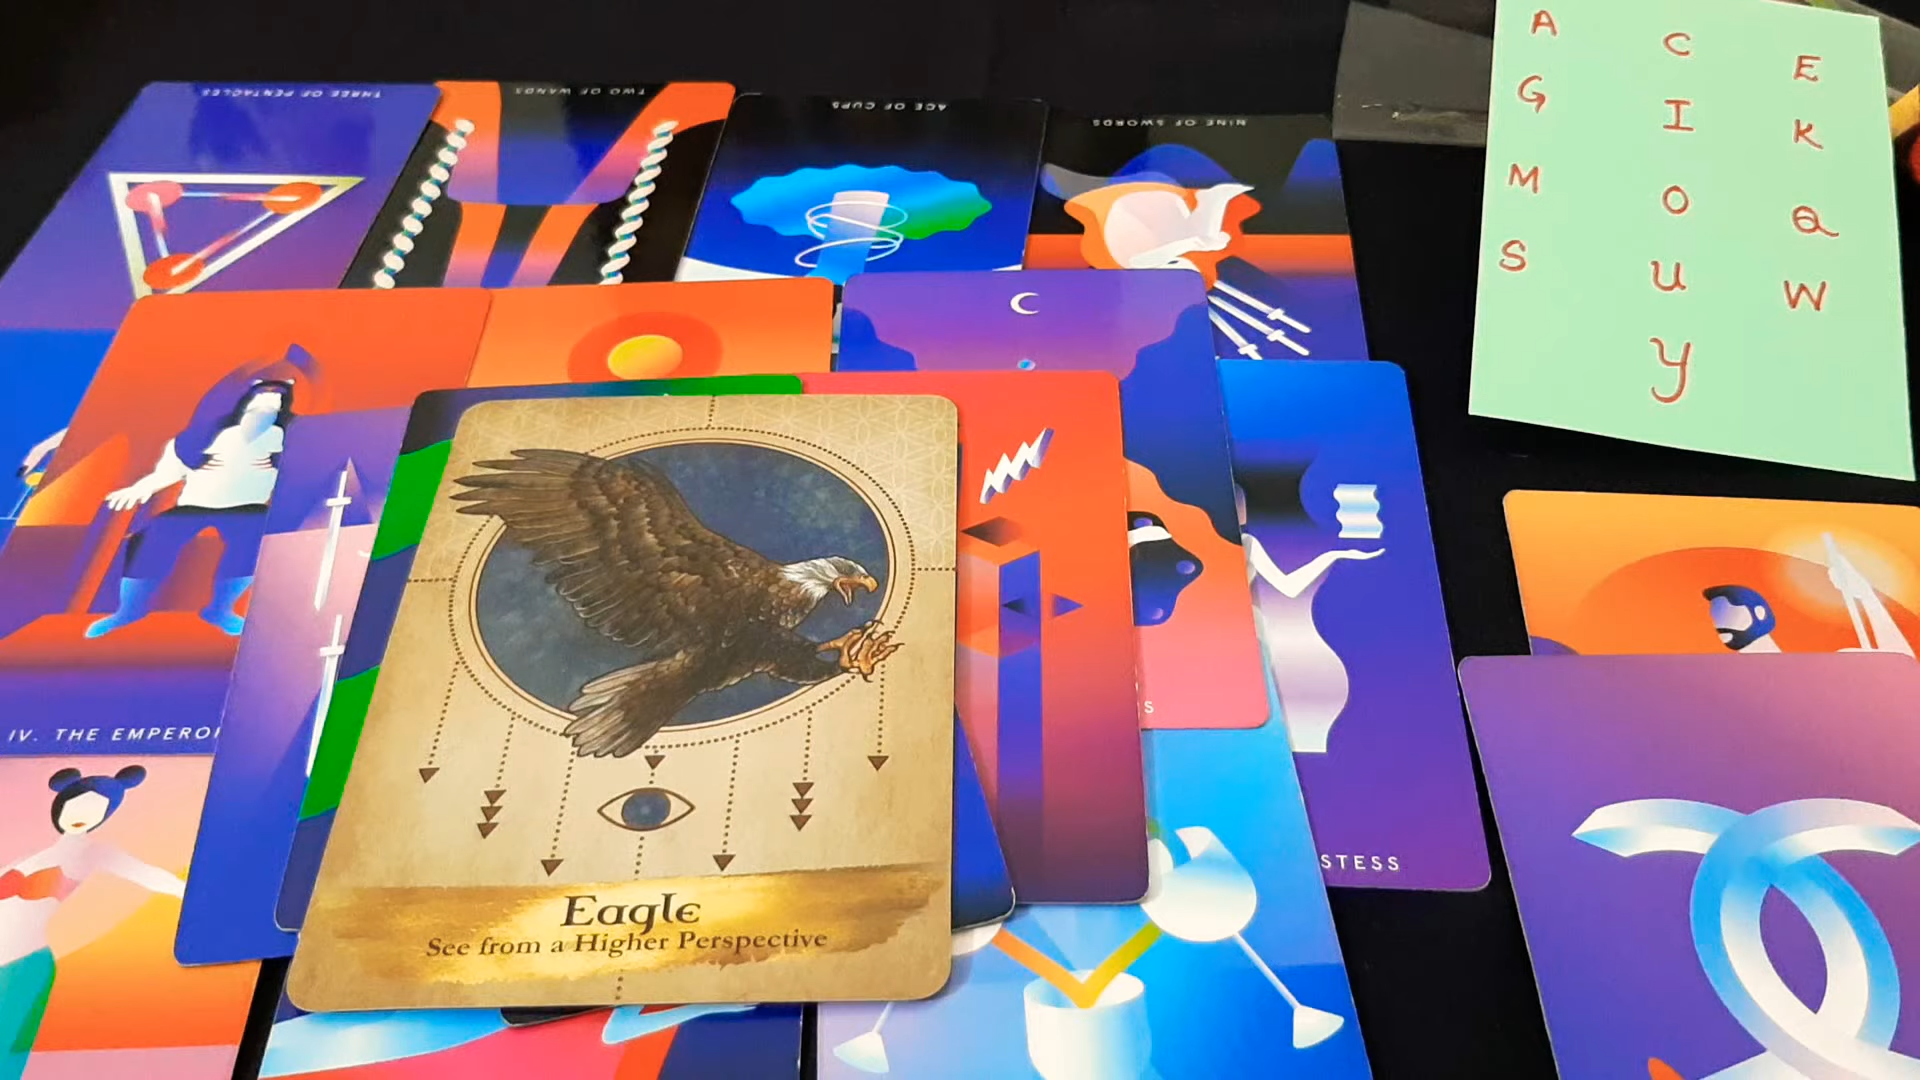 THREE OF PENTACLES
TWO OF WANDS
ACE OF CUPS
NINE OF SWORDS
A C E
G I K
M O Q
S U W
y
IV. THE EMPEROR
S
STESS
Eagle
See from a Higher Perspective